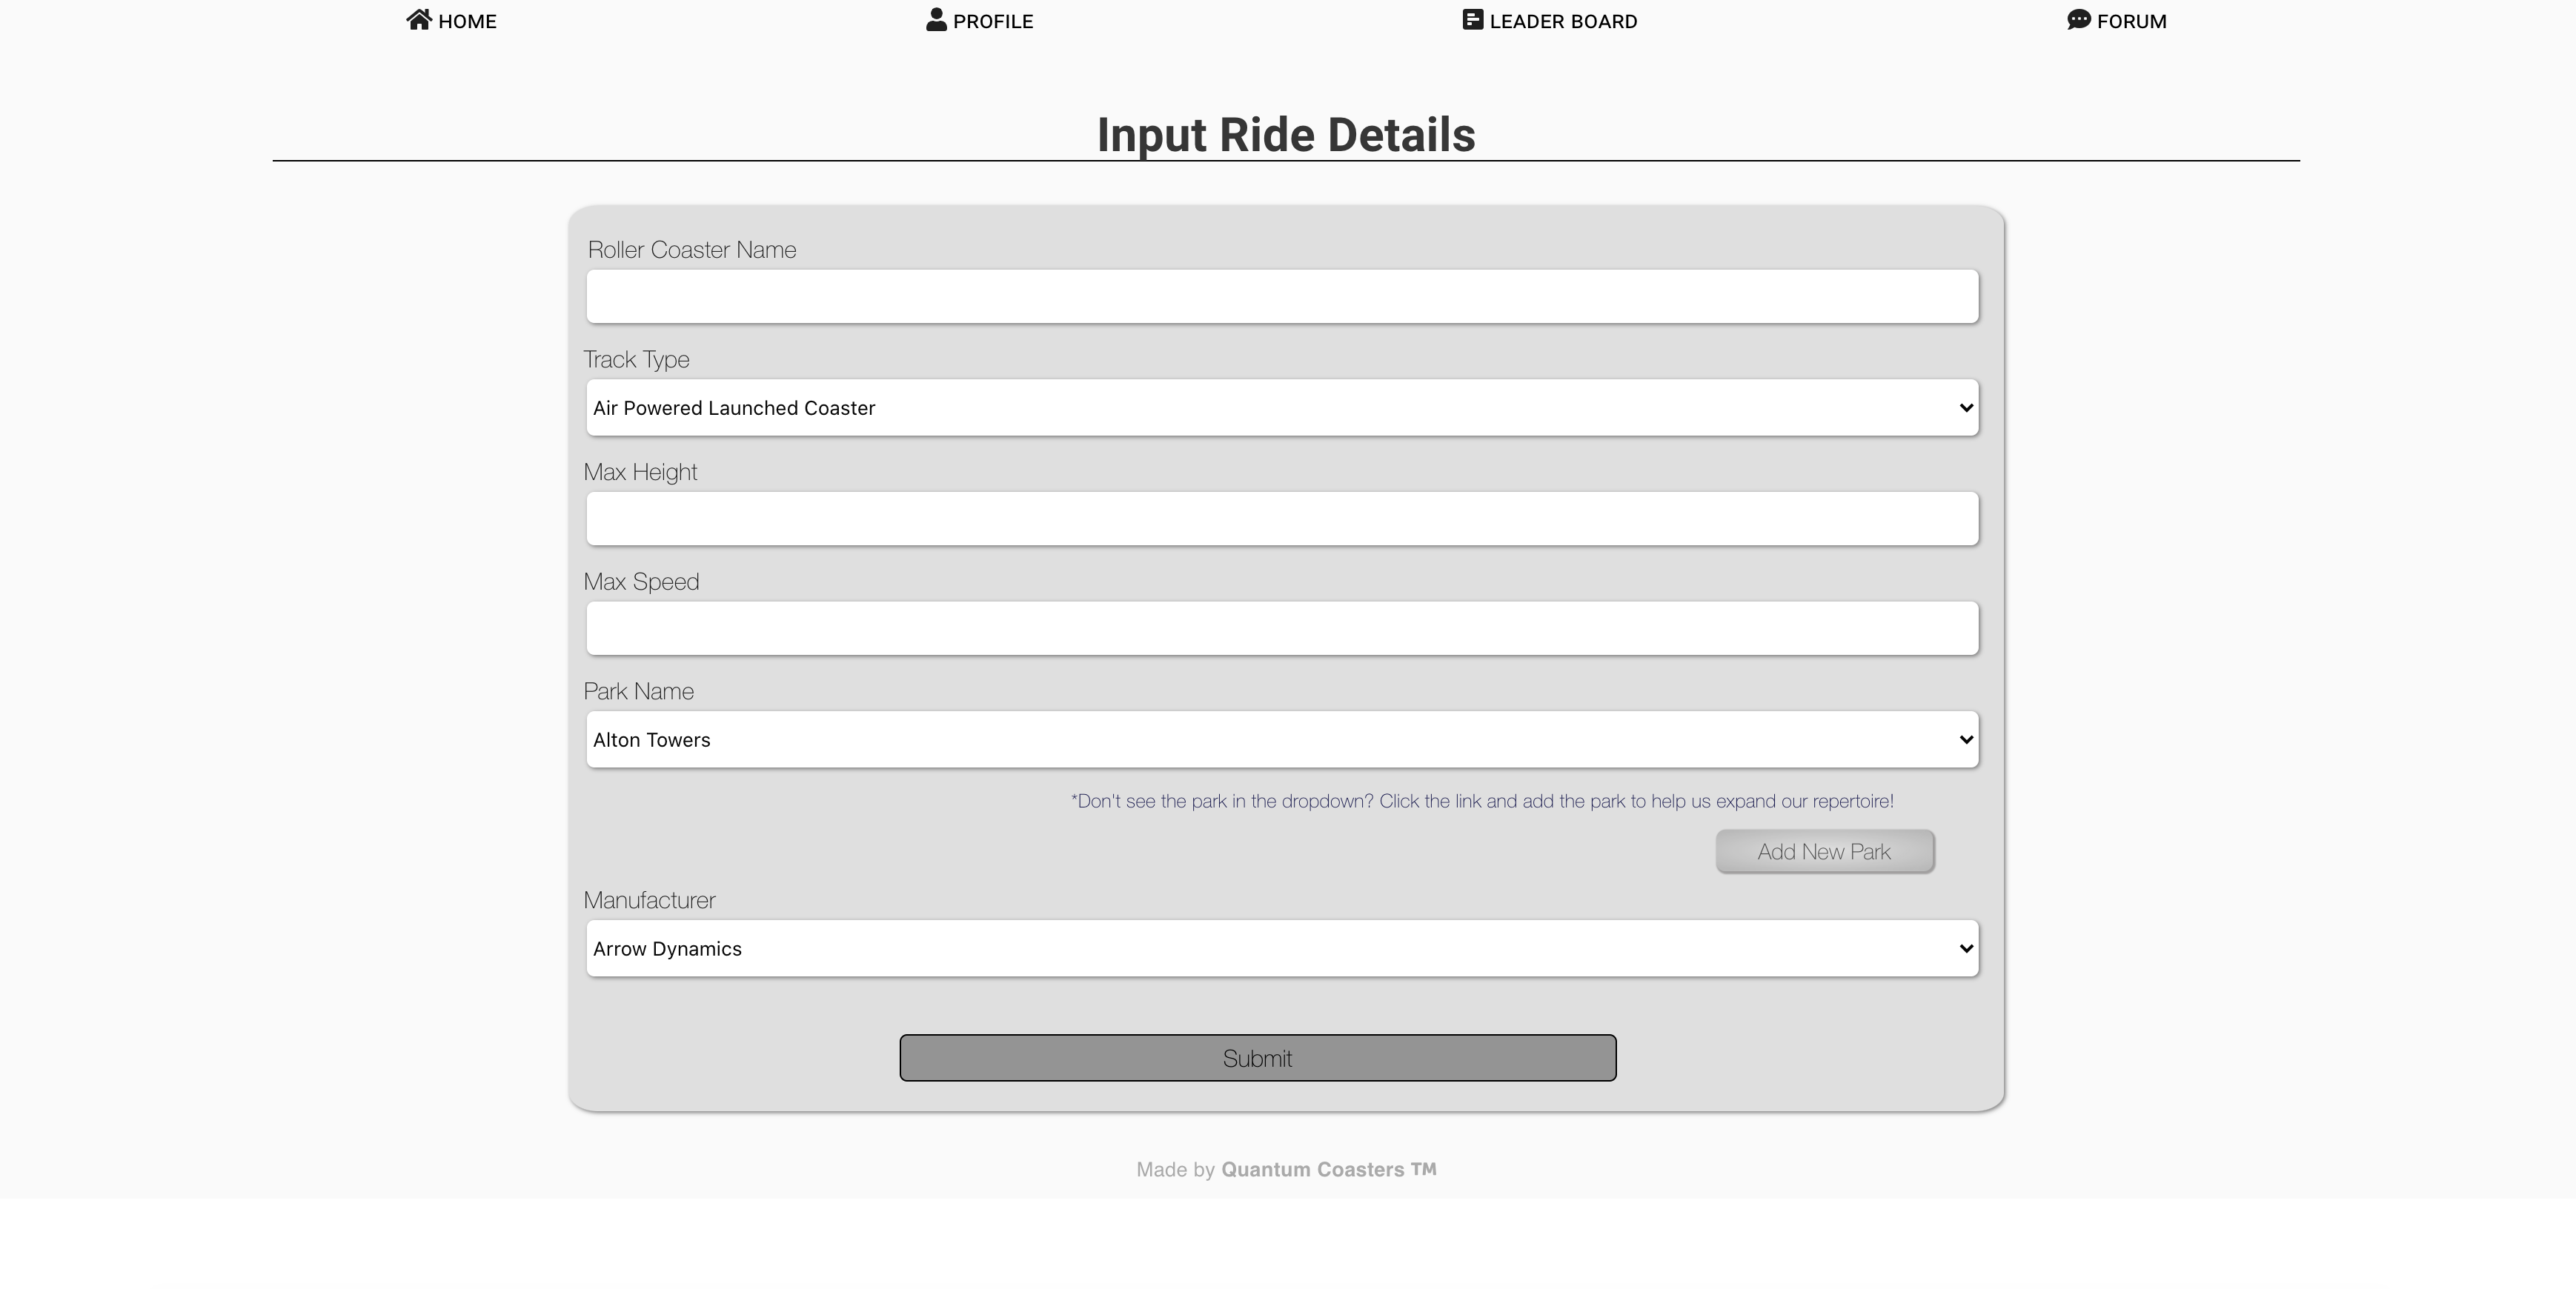 HOME PROFILE LEADER BOARD FORUM
Input Ride Details
Roller Coaster Name
Track Type
Air Powered Launched Coaster
Max Height
Max Speed
Park Name
Alton Towers
*Don't see the park in the dropdown? Click the link and add the park to help us expand our repertoire!
Add New Park
Manufacturer
Arrow Dynamics
Submit
Made by Quantum Coasters ™